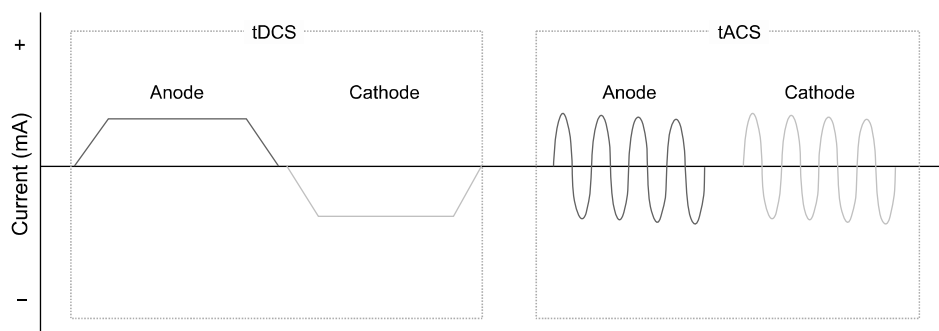 tDCS
tACS
+
Anode
Cathode
Anode
Cathode
Current (mA)
–